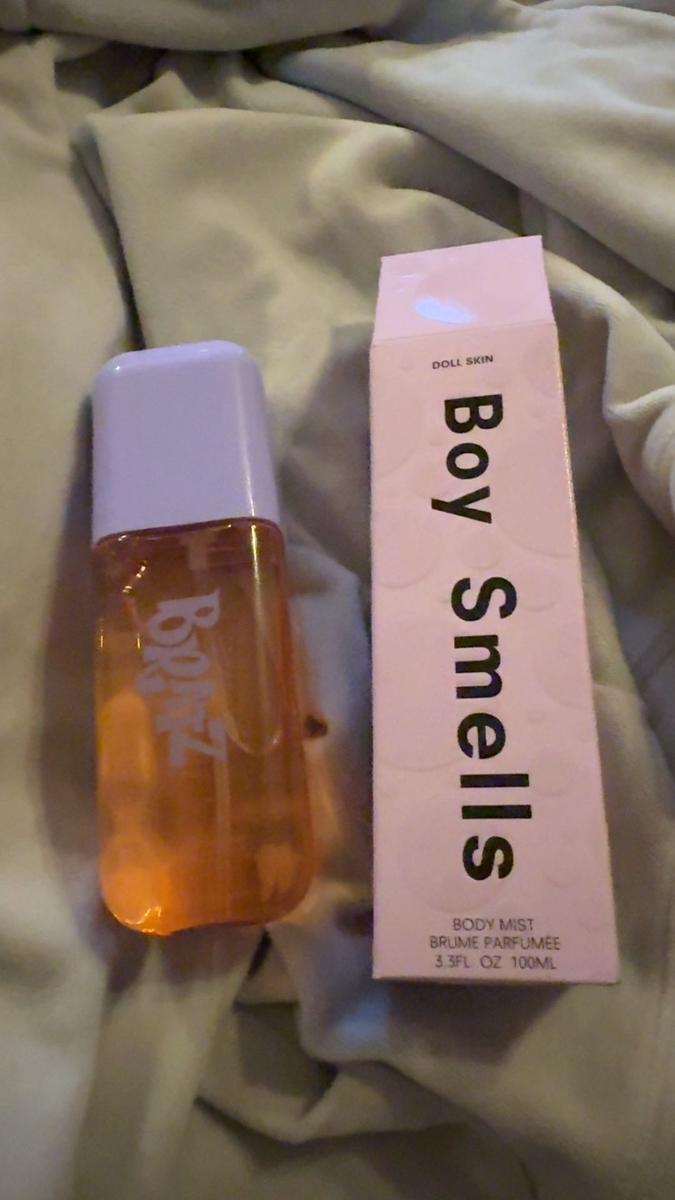 BRATZ
DOLL SKIN
Boy Smells
BODY MIST
BRUME PARFUMÉE
3.3FL OZ 100ML